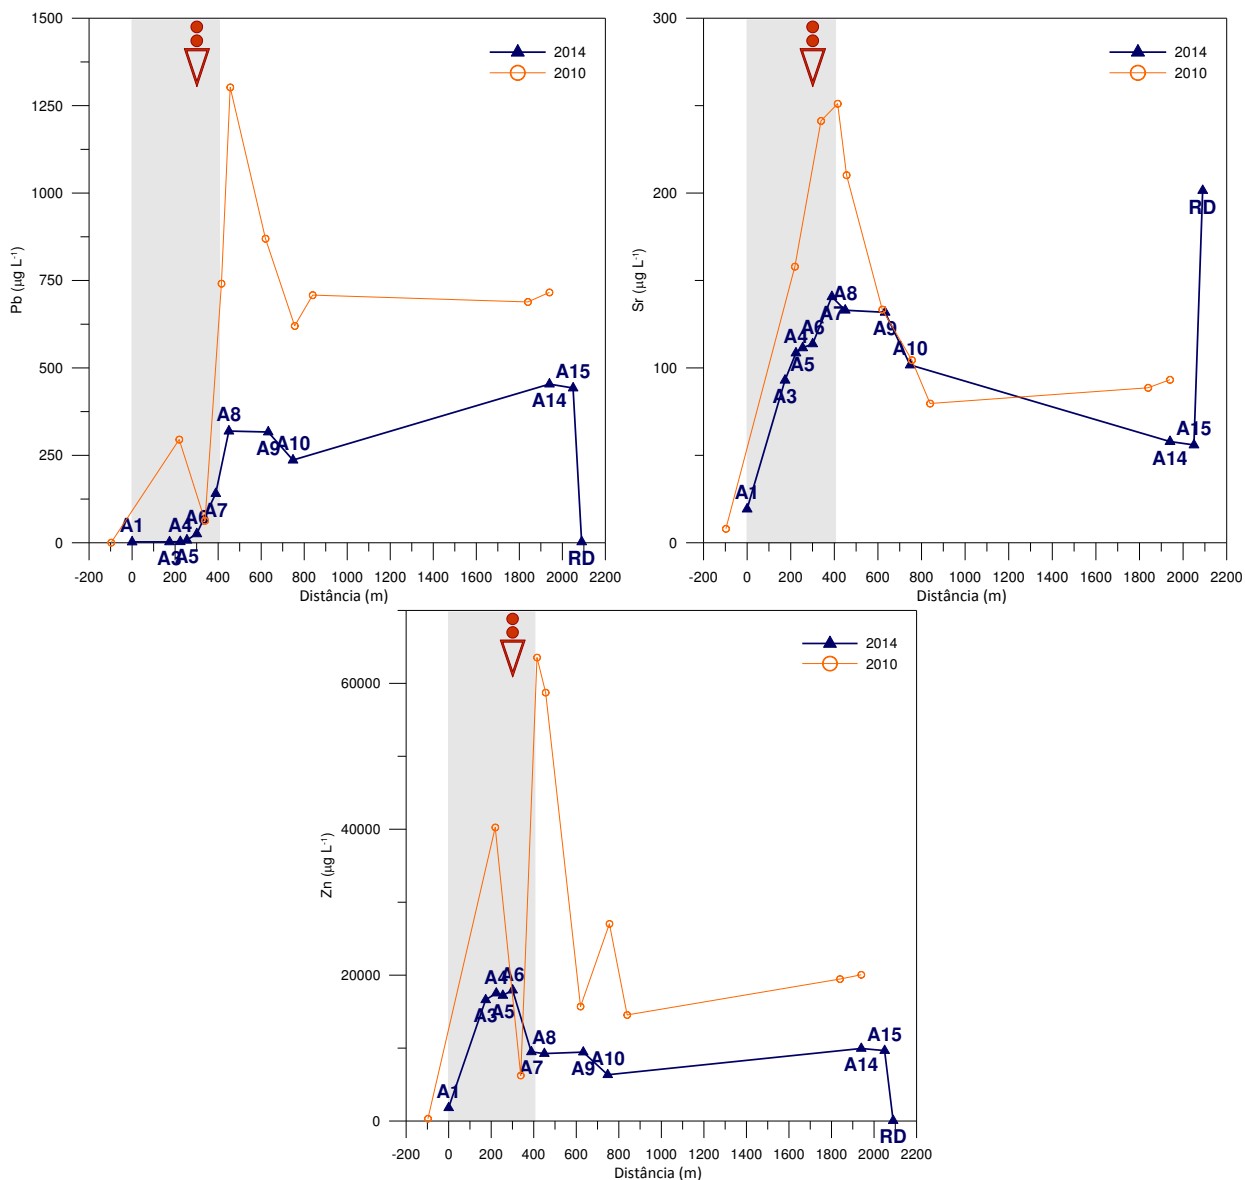 1500
1250
1000
750
500
250
0
Pb (µg L⁻¹)
2014
2010
A1
A3
A4
A5
A6
A7
A8
A9
A10
A14
A15
RD
-200 0 200 400 600 800 1000 1200 1400 1600 1800 2000 2200
Distância (m)
300
200
100
0
Sr (µg L⁻¹)
2014
2010
A1
A3
A4
A5
A6
A7
A8
A9
A10
A14
A15
RD
-200 0 200 400 600 800 1000 1200 1400 1600 1800 2000 2200
Distância (m)
60000
40000
20000
0
Zn (µg L⁻¹)
2014
2010
A1
A3
A4
A5
A6
A7
A8
A9
A10
A14
A15
RD
-200 0 200 400 600 800 1000 1200 1400 1600 1800 2000 2200
Distância (m)